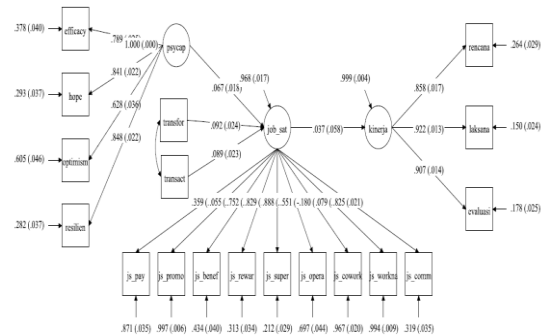 .378 (.040)
efficacy
.789
1.000 (.000)
psycap
.293 (.037)
hope
.841 (.022)
.628 (.036)
.605 (.046)
optimism
.848 (.022)
.282 (.037)
resilien
.067 (.018)
.968 (.017)
transfor
.092 (.024)
job_sat
transact
.089 (.023)
.037 (.058)
.999 (.004)
kinerja
.858 (.017)
rencana
.264 (.029)
.922 (.013)
laksana
.150 (.024)
.907 (.014)
evaluasi
.178 (.025)
.359 (.055 (.752 (.829 (.888 (.551 (-.180 (.079 (.825 (.021)
js_pay
js_promo
js_benef
js_rewar
js_super
js_opera
js_cowork
js_workna
js_comm
.871 (.035)
.997 (.006)
.434 (.040)
.313 (.034)
.212 (.029)
.697 (.044)
.967 (.020)
.994 (.009)
.319 (.035)